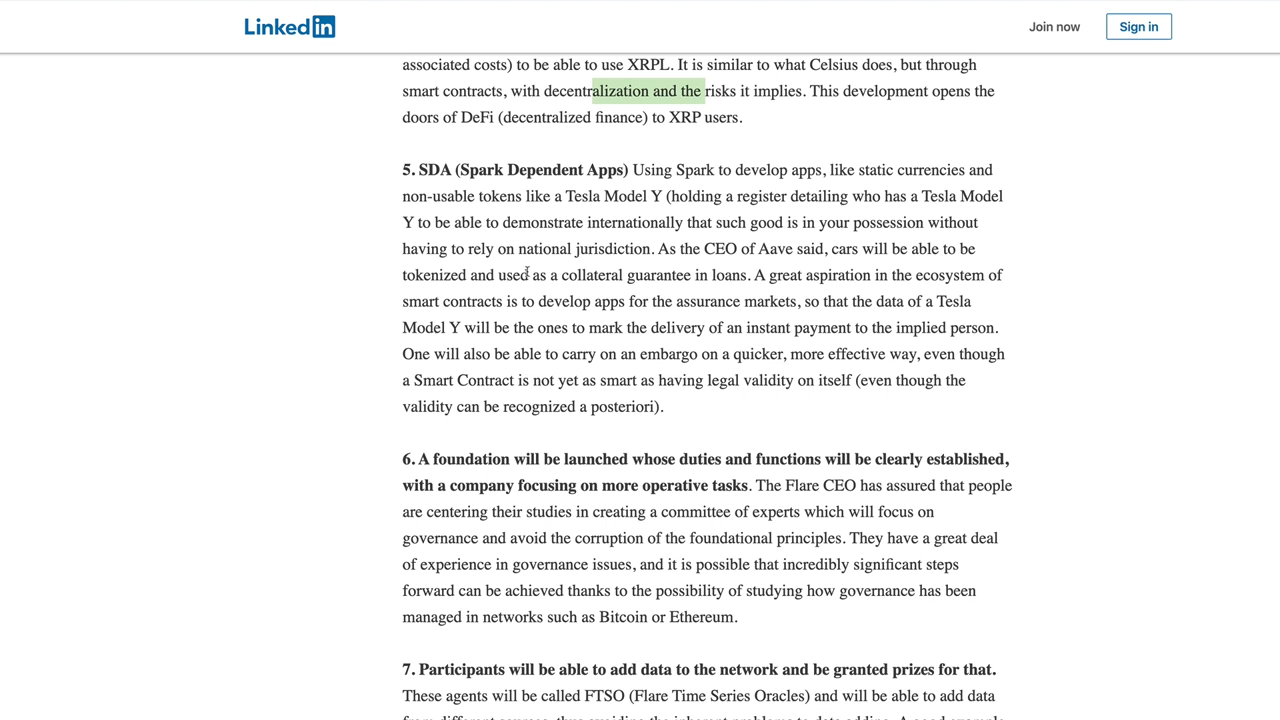 LinkedIn
Join now
Sign in
associated costs) to be able to use XRPL. It is similar to what Celsius does, but through
smart contracts, with decentralization and the risks it implies. This development opens the
doors of DeFi (decentralized finance) to XRP users.
5. SDA (Spark Dependent Apps) Using Spark to develop apps, like static currencies and
non-usable tokens like a Tesla Model Y (holding a register detailing who has a Tesla Model
Y to be able to demonstrate internationally that such good is in your possession without
having to rely on national jurisdiction. As the CEO of Aave said, cars will be able to be
tokenized and used as a collateral guarantee in loans. A great aspiration in the ecosystem of
smart contracts is to develop apps for the assurance markets, so that the data of a Tesla
Model Y will be the ones to mark the delivery of an instant payment to the implied person.
One will also be able to carry on an embargo on a quicker, more effective way, even though
a Smart Contract is not yet as smart as having legal validity on itself (even though the
validity can be recognized a posteriori).
6. A foundation will be launched whose duties and functions will be clearly established,
with a company focusing on more operative tasks. The Flare CEO has assured that people
are centering their studies in creating a committee of experts which will focus on
governance and avoid the corruption of the foundational principles. They have a great deal
of experience in governance issues, and it is possible that incredibly significant steps
forward can be achieved thanks to the possibility of studying how governance has been
managed in networks such as Bitcoin or Ethereum.
7. Participants will be able to add data to the network and be granted prizes for that.
These agents will be called FTSO (Flare Time Series Oracles) and will be able to add data